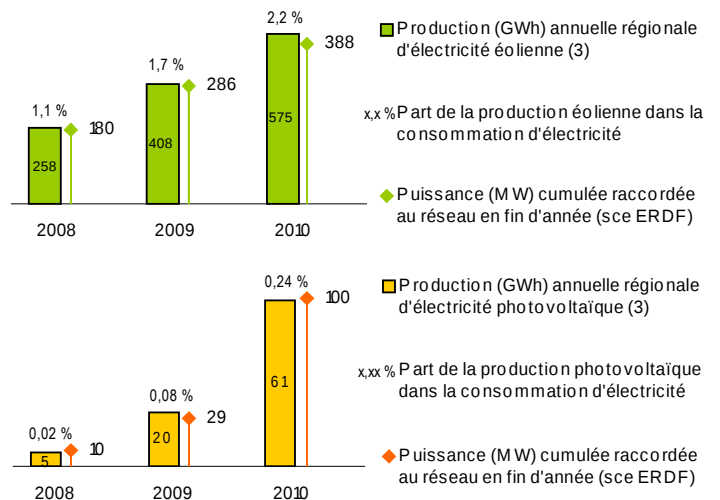 2,2 %
388
1,7 %
286
1,1 %
180
575
408
258
2008 2009 2010
Production (GWh) annuelle régionale
d'électricité éolienne (3)
x,x % Part de la production éolienne dans la
consommation d'électricité
Puissance (MW) cumulée raccordée
au réseau en fin d'année (sce ERDF)
0,24 %
100
0,08 %
29
0,02 %
10
61
20
5
2008 2009 2010
Production (GWh) annuelle régionale
d'électricité photovoltaïque (3)
x,xx % Part de la production photovoltaïque
dans la consommation d'électricité
Puissance (MW) cumulée raccordée
au réseau en fin d'année (sce ERDF)